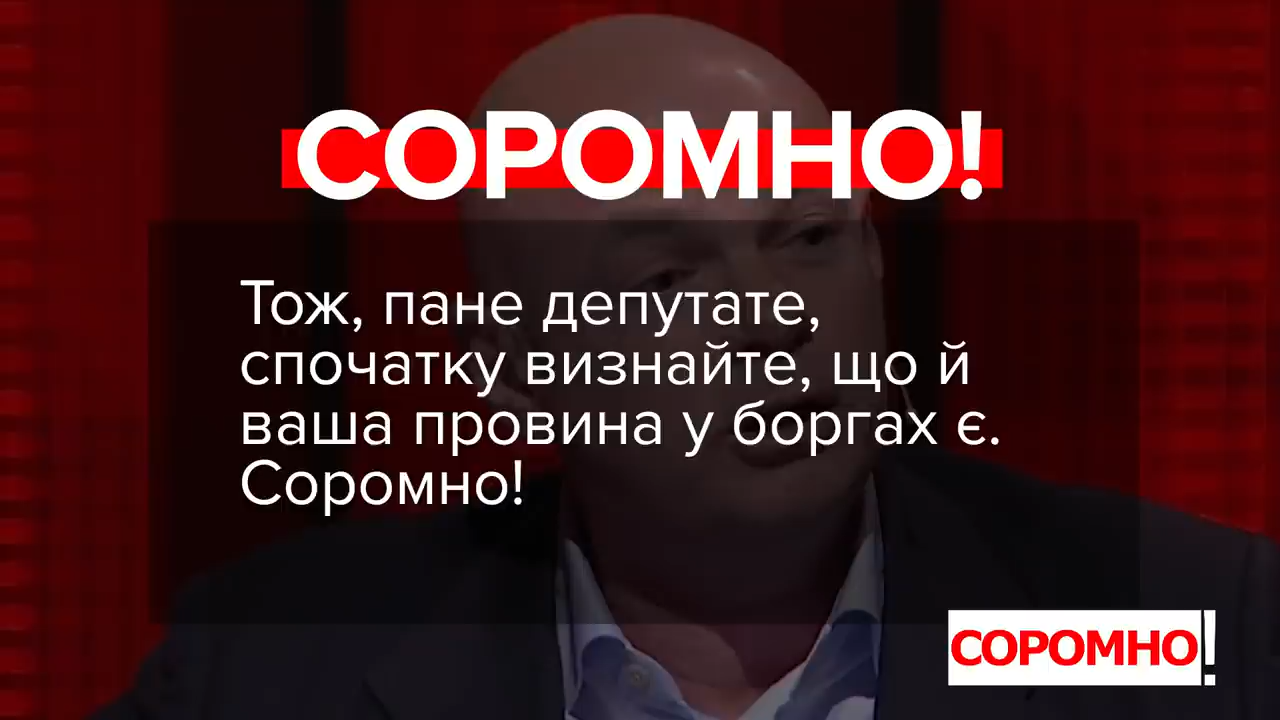 СОРОМНО!
Тож, пане депутате,
спочатку визнайте, що й
ваша провина у боргах є.
Соромно!
СОРОМНО!